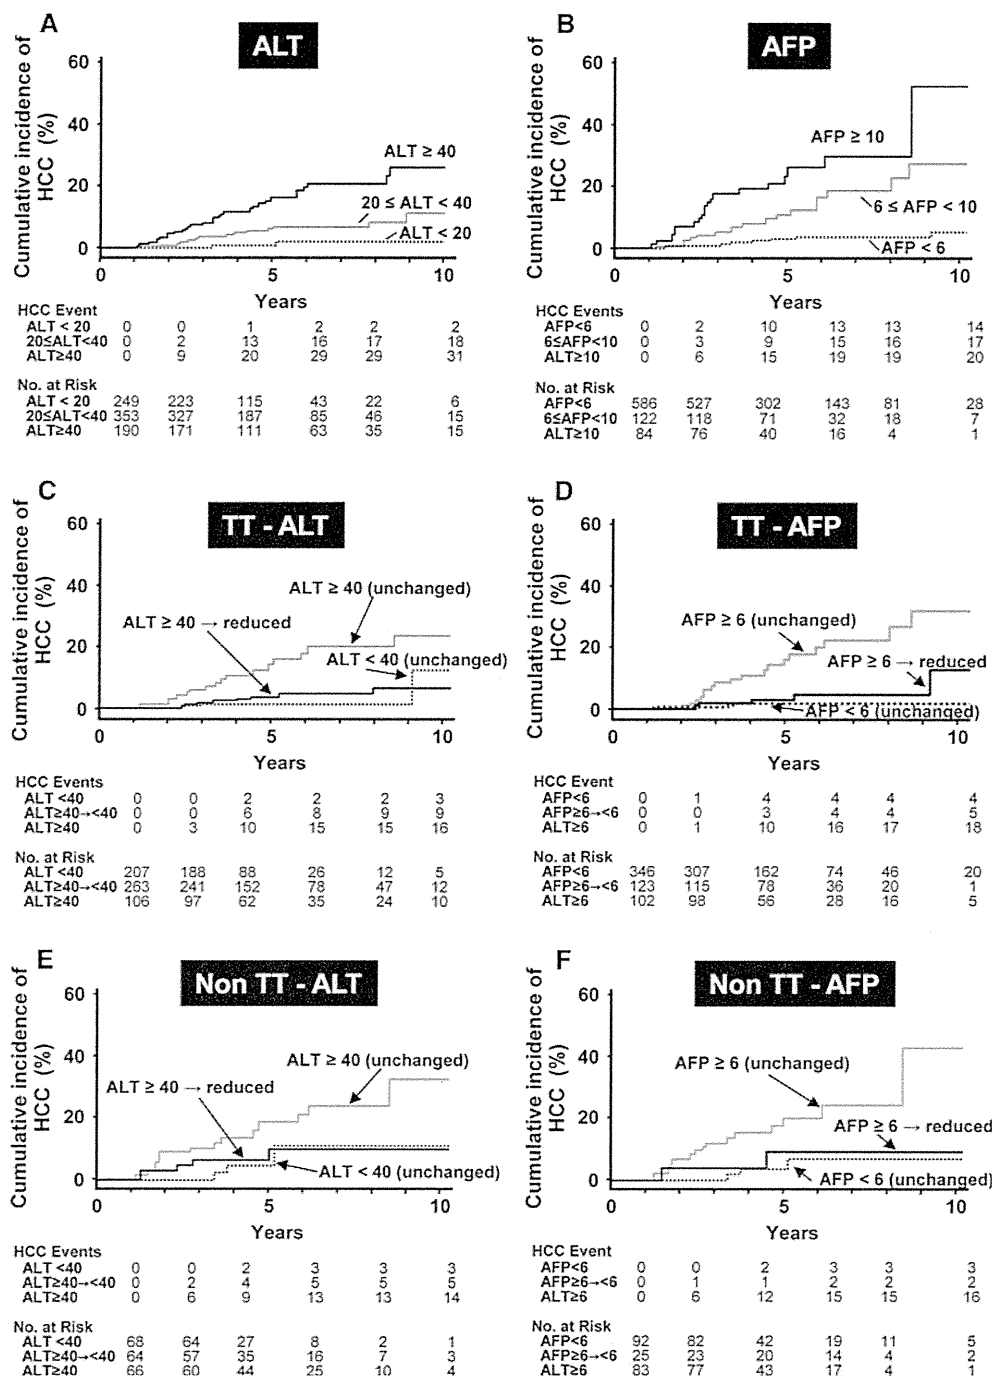 A
ALT
Cumulative incidence of
HCC (%)
60
40
20
0
ALT ≥ 40
20 ≤ ALT < 40
ALT < 20
0 5 10
Years
HCC Event
ALT < 20 0 0 1 2 2 2
20≤ALT<40 0 2 13 16 17 18
ALT≥40 0 9 20 29 29 31
No. at Risk
ALT < 20 249 223 115 43 22 6
20≤ALT<40 353 327 187 85 46 15
ALT≥40 190 171 111 63 35 15
B
AFP
Cumulative incidence of
HCC (%)
60
40
20
0
AFP ≥ 10
6 ≤ AFP < 10
AFP < 6
0 5 10
Years
HCC Events
AFP<6 0 2 10 13 13 14
6≤AFP<10 0 3 9 15 16 17
ALT≥10 0 6 15 19 19 20
No. at Risk
AFP<6 586 527 302 143 81 28
6≤AFP<10 122 118 71 32 18 7
ALT≥10 84 76 40 16 4 1
C
TT - ALT
Cumulative incidence of
HCC (%)
60
40
20
0
ALT ≥ 40 (unchanged)
ALT ≥ 40 → reduced
ALT < 40 (unchanged)
0 5 10
Years
HCC Events
ALT <40 0 0 2 2 2 3
ALT≥40→<40 0 0 6 8 9 9
ALT≥40 0 3 10 15 15 16
No. at Risk
ALT <40 207 188 88 26 12 5
ALT≥40→<40 263 241 152 78 47 12
ALT≥40 106 97 62 35 24 10
D
TT - AFP
Cumulative incidence of
HCC (%)
60
40
20
0
AFP ≥ 6 (unchanged)
AFP ≥ 6 → reduced
AFP < 6 (unchanged)
0 5 10
Years
HCC Event
AFP<6 0 1 4 4 4 4
AFP≥6→<6 0 0 3 4 4 5
ALT≥6 0 1 10 16 17 18
No. at Risk
AFP<6 346 307 162 74 46 20
AFP≥6→<6 123 115 78 36 20 1
ALT≥6 102 98 56 28 16 5
E
Non TT - ALT
Cumulative incidence of
HCC (%)
60
40
20
0
ALT ≥ 40 (unchanged)
ALT ≥ 40 → reduced
ALT < 40 (unchanged)
0 5 10
Years
HCC Events
ALT <40 0 0 2 3 3 3
ALT≥40→<40 0 2 4 5 5 5
ALT≥40 0 6 9 13 13 14
No. at Risk
ALT <40 68 64 27 8 2 1
ALT≥40→<40 64 57 35 16 7 3
ALT≥40 66 60 44 25 10 4
F
Non TT - AFP
Cumulative incidence of
HCC (%)
60
40
20
0
AFP ≥ 6 (unchanged)
AFP ≥ 6 → reduced
AFP < 6 (unchanged)
0 5 10
Years
HCC Event
AFP<6 0 0 2 3 3 3
AFP≥6→<6 0 1 1 2 2 2
ALT≥6 0 6 12 15 15 16
No. at Risk
AFP<6 92 82 42 19 11 5
AFP≥6→<6 25 23 20 14 4 2
ALT≥6 83 77 43 17 4 1